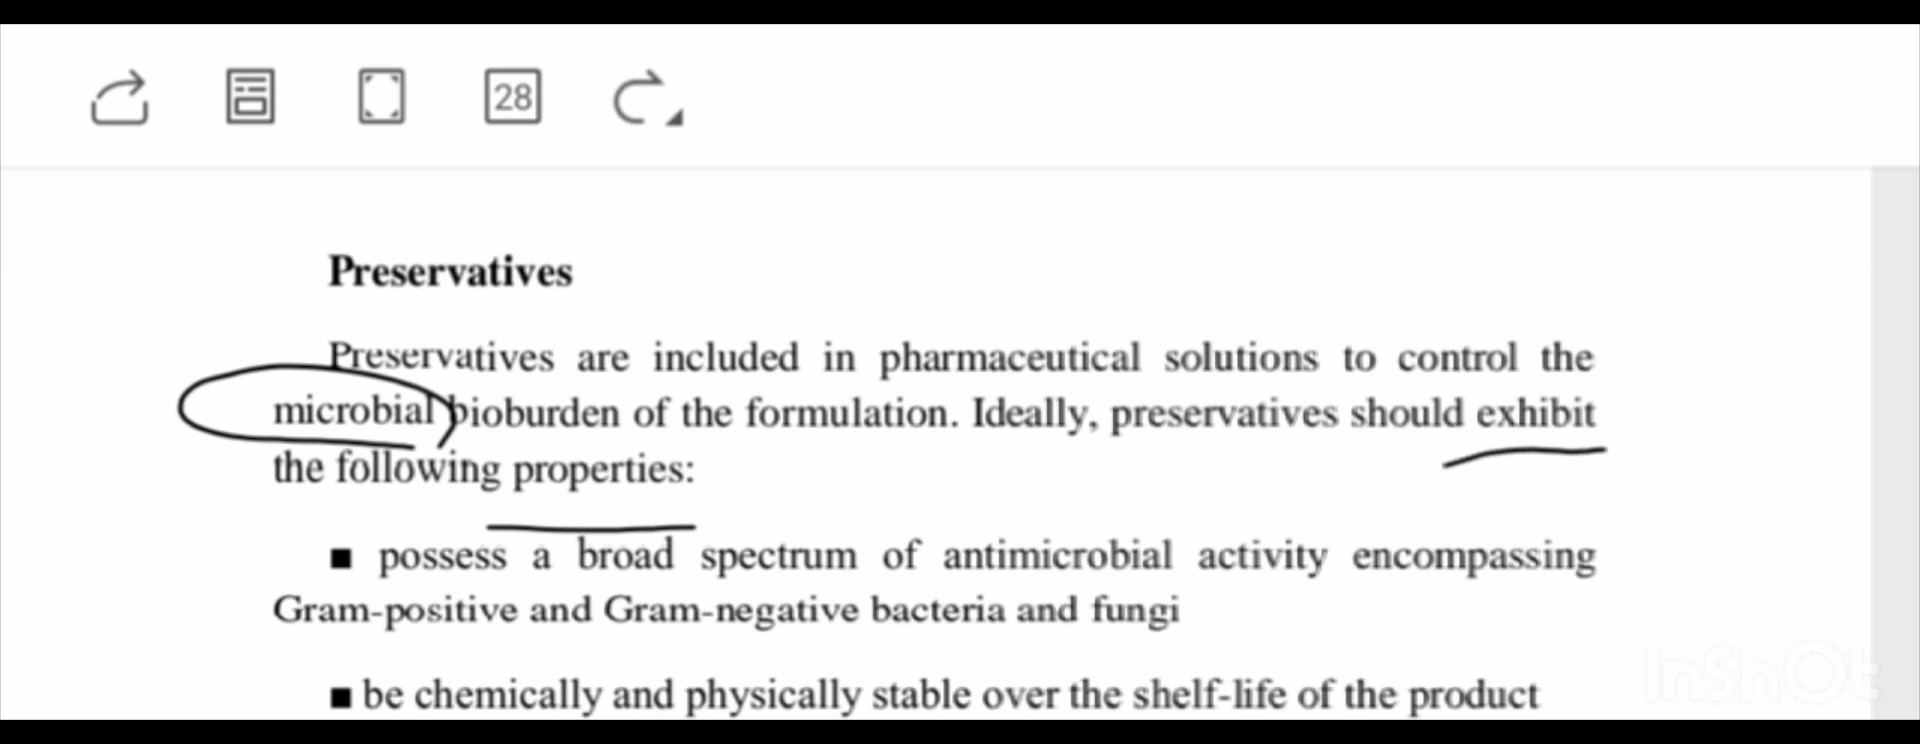 28
Preservatives
Preservatives are included in pharmaceutical solutions to control the
microbial bioburden of the formulation. Ideally, preservatives should exhibit
the following properties:
■ possess a broad spectrum of antimicrobial activity encompassing
Gram-positive and Gram-negative bacteria and fungi
■ be chemically and physically stable over the shelf-life of the product
InShOt